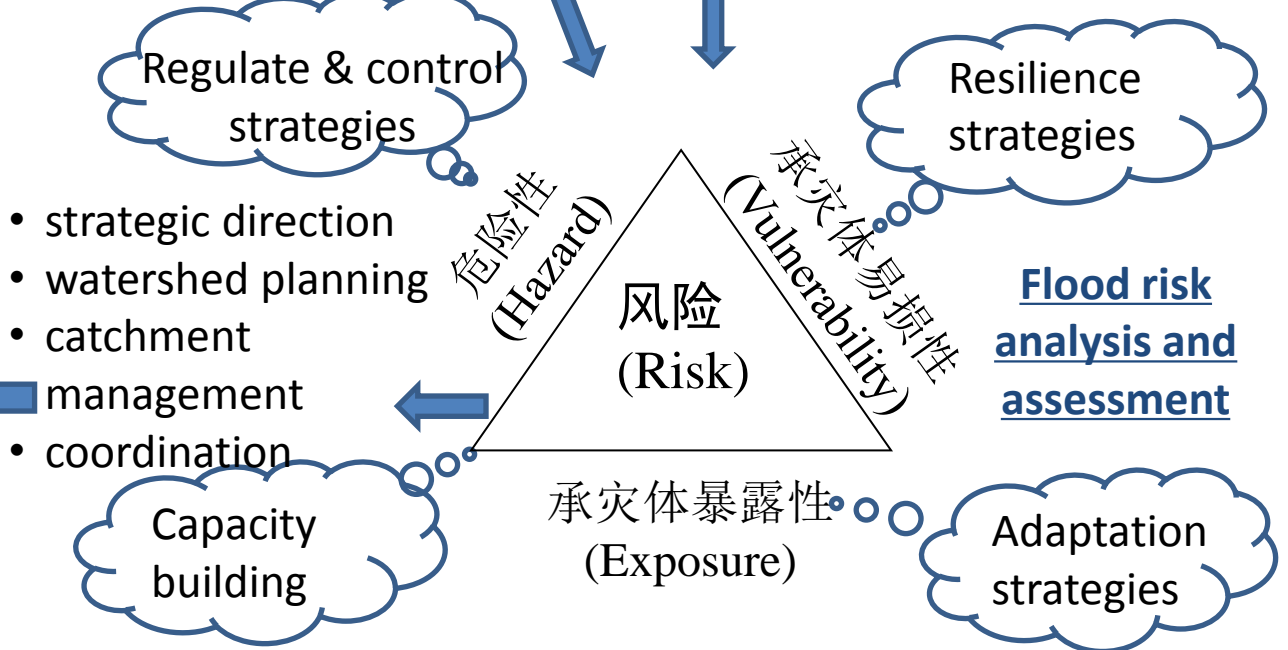 Regulate & control
strategies
Resilience
strategies
• strategic direction
• watershed planning
• catchment
management
• coordination
危险性
(Hazard)
风险
(Risk)
承灾体易损性
(Vulnerability)
Flood risk
analysis and
assessment
Capacity
building
承灾体暴露性
(Exposure)
Adaptation
strategies